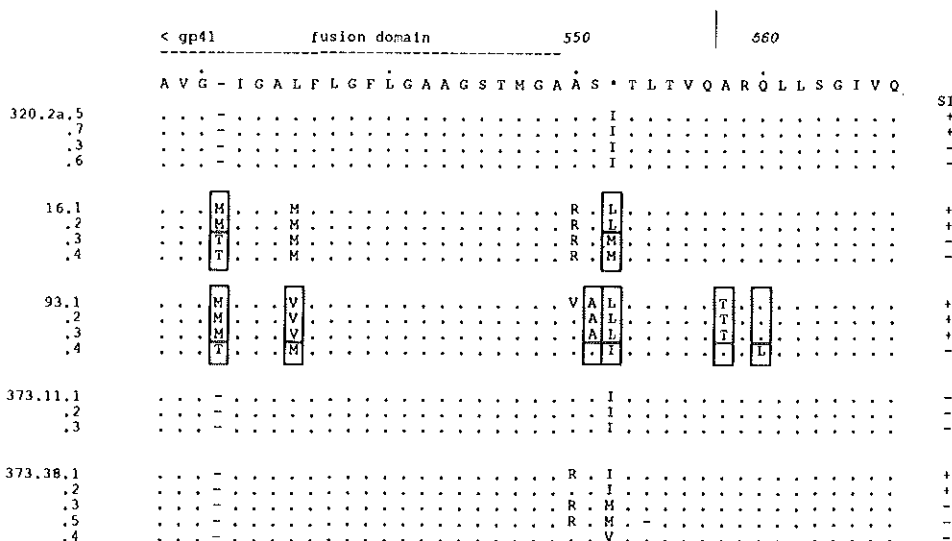 < gp41 fusion domain 550 560
A V G - I G A L F L G F L G A A G S T M G A A S * T L T V Q A R Q L L S G I V Q
SI
320.2a.5 . . . - . . . . . . . . . . . . . . . . . . . . I . . . . . . . . . . . . . . . +
.7 . . . - . . . . . . . . . . . . . . . . . . . . I . . . . . . . . . . . . . . . +
.3 . . . - . . . . . . . . . . . . . . . . . . . . I . . . . . . . . . . . . . . . -
.6 . . . - . . . . . . . . . . . . . . . . . . . . I . . . . . . . . . . . . . . . -
16.1 . . . M . . . M . . . . . . . . . . . . . . R . L . . . . . . . . . . . . . . . +
.2 . . . M . . . M . . . . . . . . . . . . . . R . L . . . . . . . . . . . . . . . +
.3 . . . T . . . M . . . . . . . . . . . . . . R . M . . . . . . . . . . . . . . . -
.4 . . . T . . . M . . . . . . . . . . . . . . R . M . . . . . . . . . . . . . . . -
93.1 . . . M . . . V . . . . . . . . . . . . . . V A L . . . . . T . . . . . . . . . +
.2 . . . M . . . V . . . . . . . . . . . . . . . A L . . . . . T . . . . . . . . . +
.3 . . . M . . . V . . . . . . . . . . . . . . . A L . . . . . T . . . . . . . . . +
.4 . . . T . . . M . . . . . . . . . . . . . . . . I . . . . . . . L . . . . . . . -
373.11.1 . . . - . . . . . . . . . . . . . . . . . . . . I . . . . . . . . . . . . . . . -
.2 . . . - . . . . . . . . . . . . . . . . . . . . I . . . . . . . . . . . . . . . -
.3 . . . - . . . . . . . . . . . . . . . . . . . . I . . . . . . . . . . . . . . . -
373.38.1 . . . - . . . . . . . . . . . . . . . . . . R . I . . . . . . . . . . . . . . . +
.2 . . . - . . . . . . . . . . . . . . . . . . . . I . . . . . . . . . . . . . . . +
.3 . . . - . . . . . . . . . . . . . . . . . . R . M . . . . . . . . . . . . . . . -
.5 . . . - . . . . . . . . . . . . . . . . . . R . M . - . . . . . . . . . . . . . -
.4 . . . - . . . . . . . . . . . . . . . . . . . . V . . . . . . . . . . . . . . . -